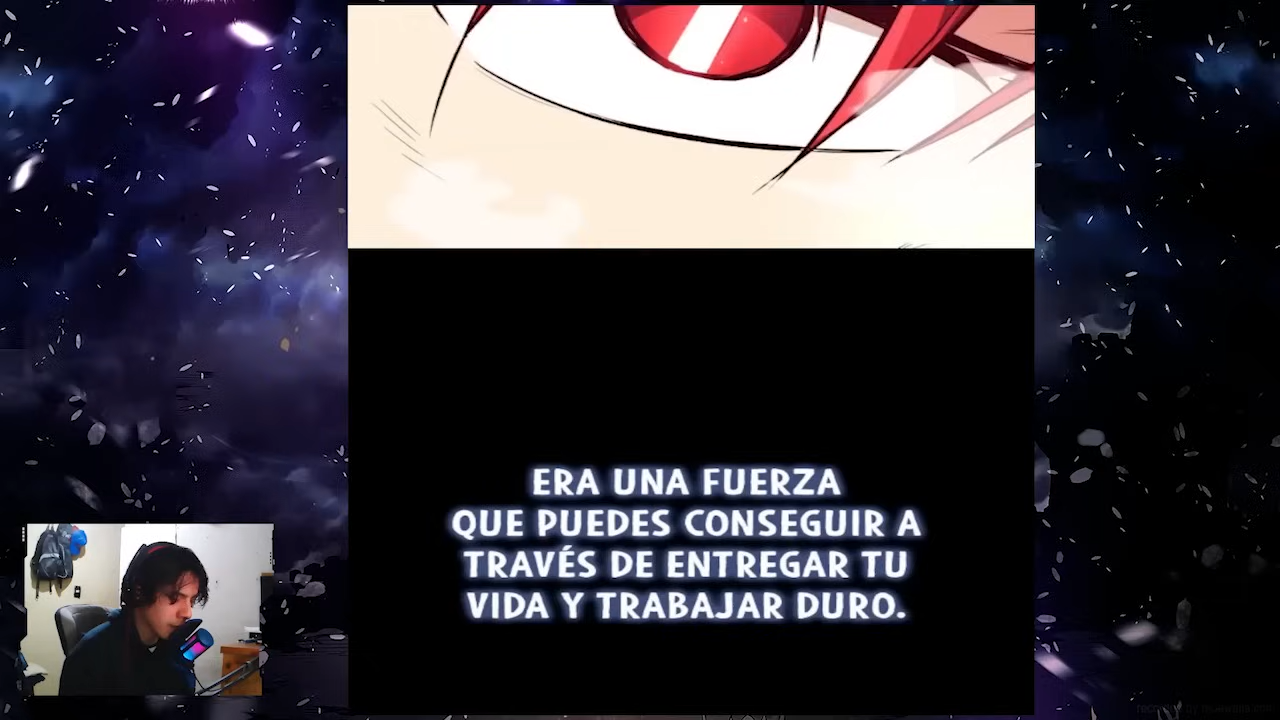 ERA UNA FUERZA
QUE PUEDES CONSEGUIR A
TRAVÉS DE ENTREGAR TU
VIDA Y TRABAJAR DURO.